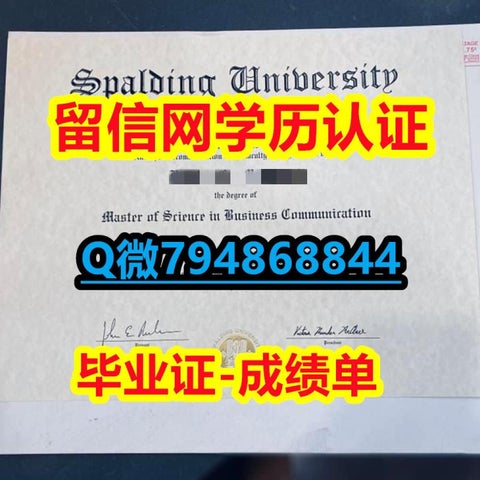 Spalding University
留信网学历认证
the degree of
Master of Science in Business Communication
Q微794868844
President
毕业证-成绩单